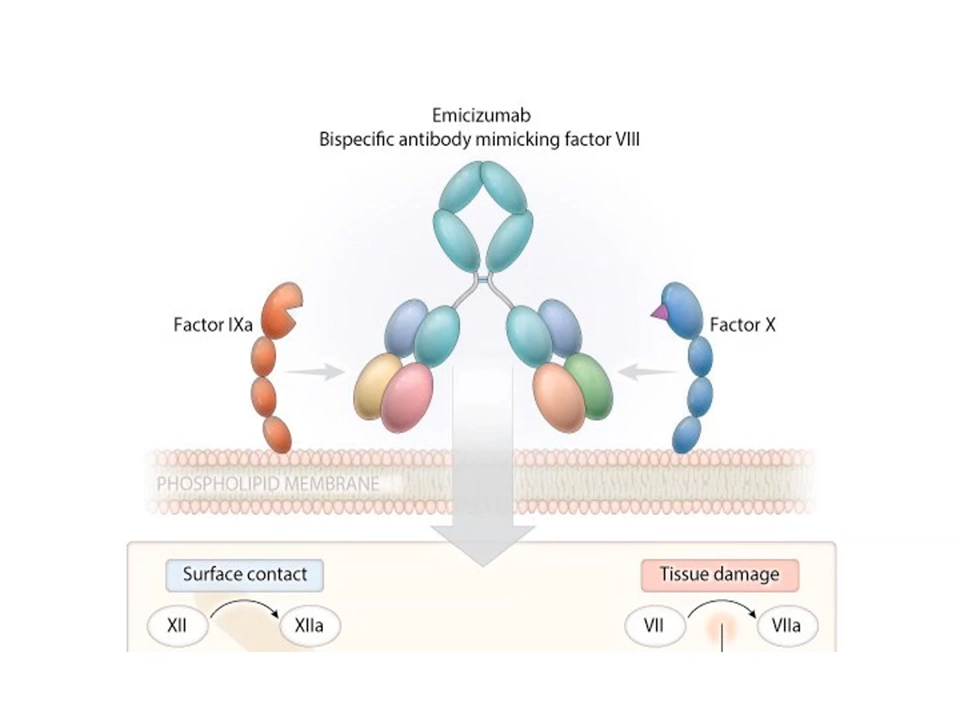 Emicizumab
Bispecific antibody mimicking factor VIII
Factor IXa
Factor X
PHOSPHOLIPID MEMBRANE
Surface contact
Tissue damage
XII
XIIa
VII
VIIa